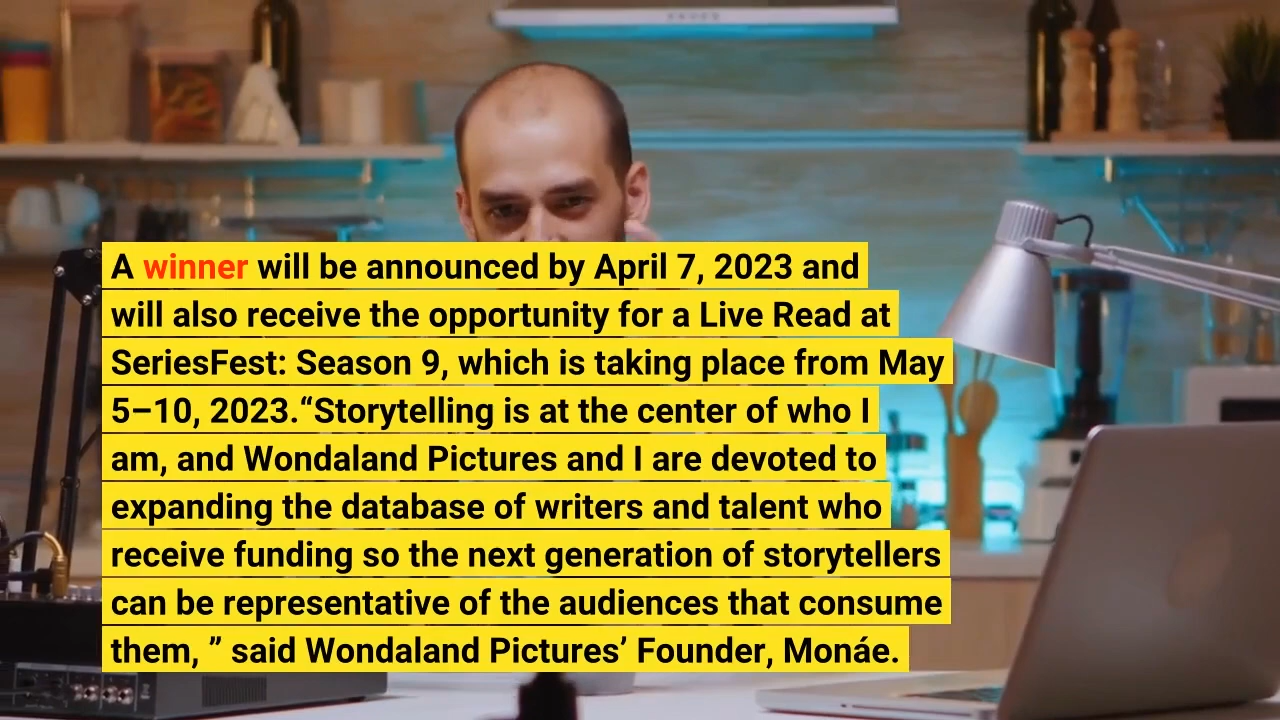 A winner will be announced by April 7, 2023 and
will also receive the opportunity for a Live Read at
SeriesFest: Season 9, which is taking place from May
5–10, 2023.“Storytelling is at the center of who I
am, and Wondaland Pictures and I are devoted to
expanding the database of writers and talent who
receive funding so the next generation of storytellers
can be representative of the audiences that consume
them, ” said Wondaland Pictures’ Founder, Monáe.